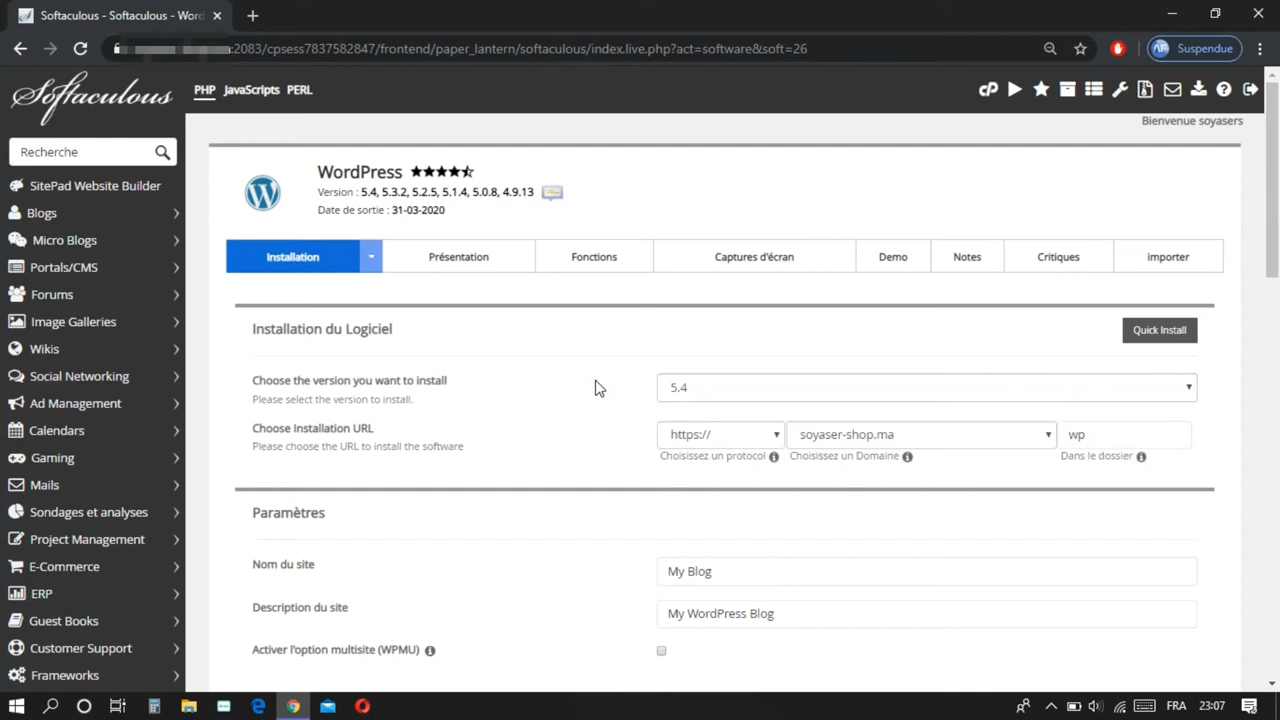 Softaculous - Softaculous - Wor
:2083/cpsess7837582847/frontend/paper_lantern/softaculous/index.live.php?act=software&soft=26
Suspendue
Softaculous
PHP JavaScripts PERL
cP
Bienvenue soyasers
Recherche
SitePad Website Builder
Blogs
Micro Blogs
Portals/CMS
Forums
Image Galleries
Wikis
Social Networking
Ad Management
Calendars
Gaming
Mails
Sondages et analyses
Project Management
E-Commerce
ERP
Guest Books
Customer Support
Frameworks
WordPress
Version : 5.4, 5.3.2, 5.2.5, 5.1.4, 5.0.8, 4.9.13
Date de sortie : 31-03-2020
Installation Présentation Fonctions Captures d'écran Demo Notes Critiques importer
Installation du Logiciel
Quick Install
Choose the version you want to install
Please select the version to install.
5.4
Choose Installation URL
Please choose the URL to install the software
https:// soyaser-shop.ma wp
Choisissez un protocol Choisissez un Domaine Dans le dossier
Paramètres
Nom du site
My Blog
Description du site
My WordPress Blog
Activer l'option multisite (WPMU)
FRA 23:07